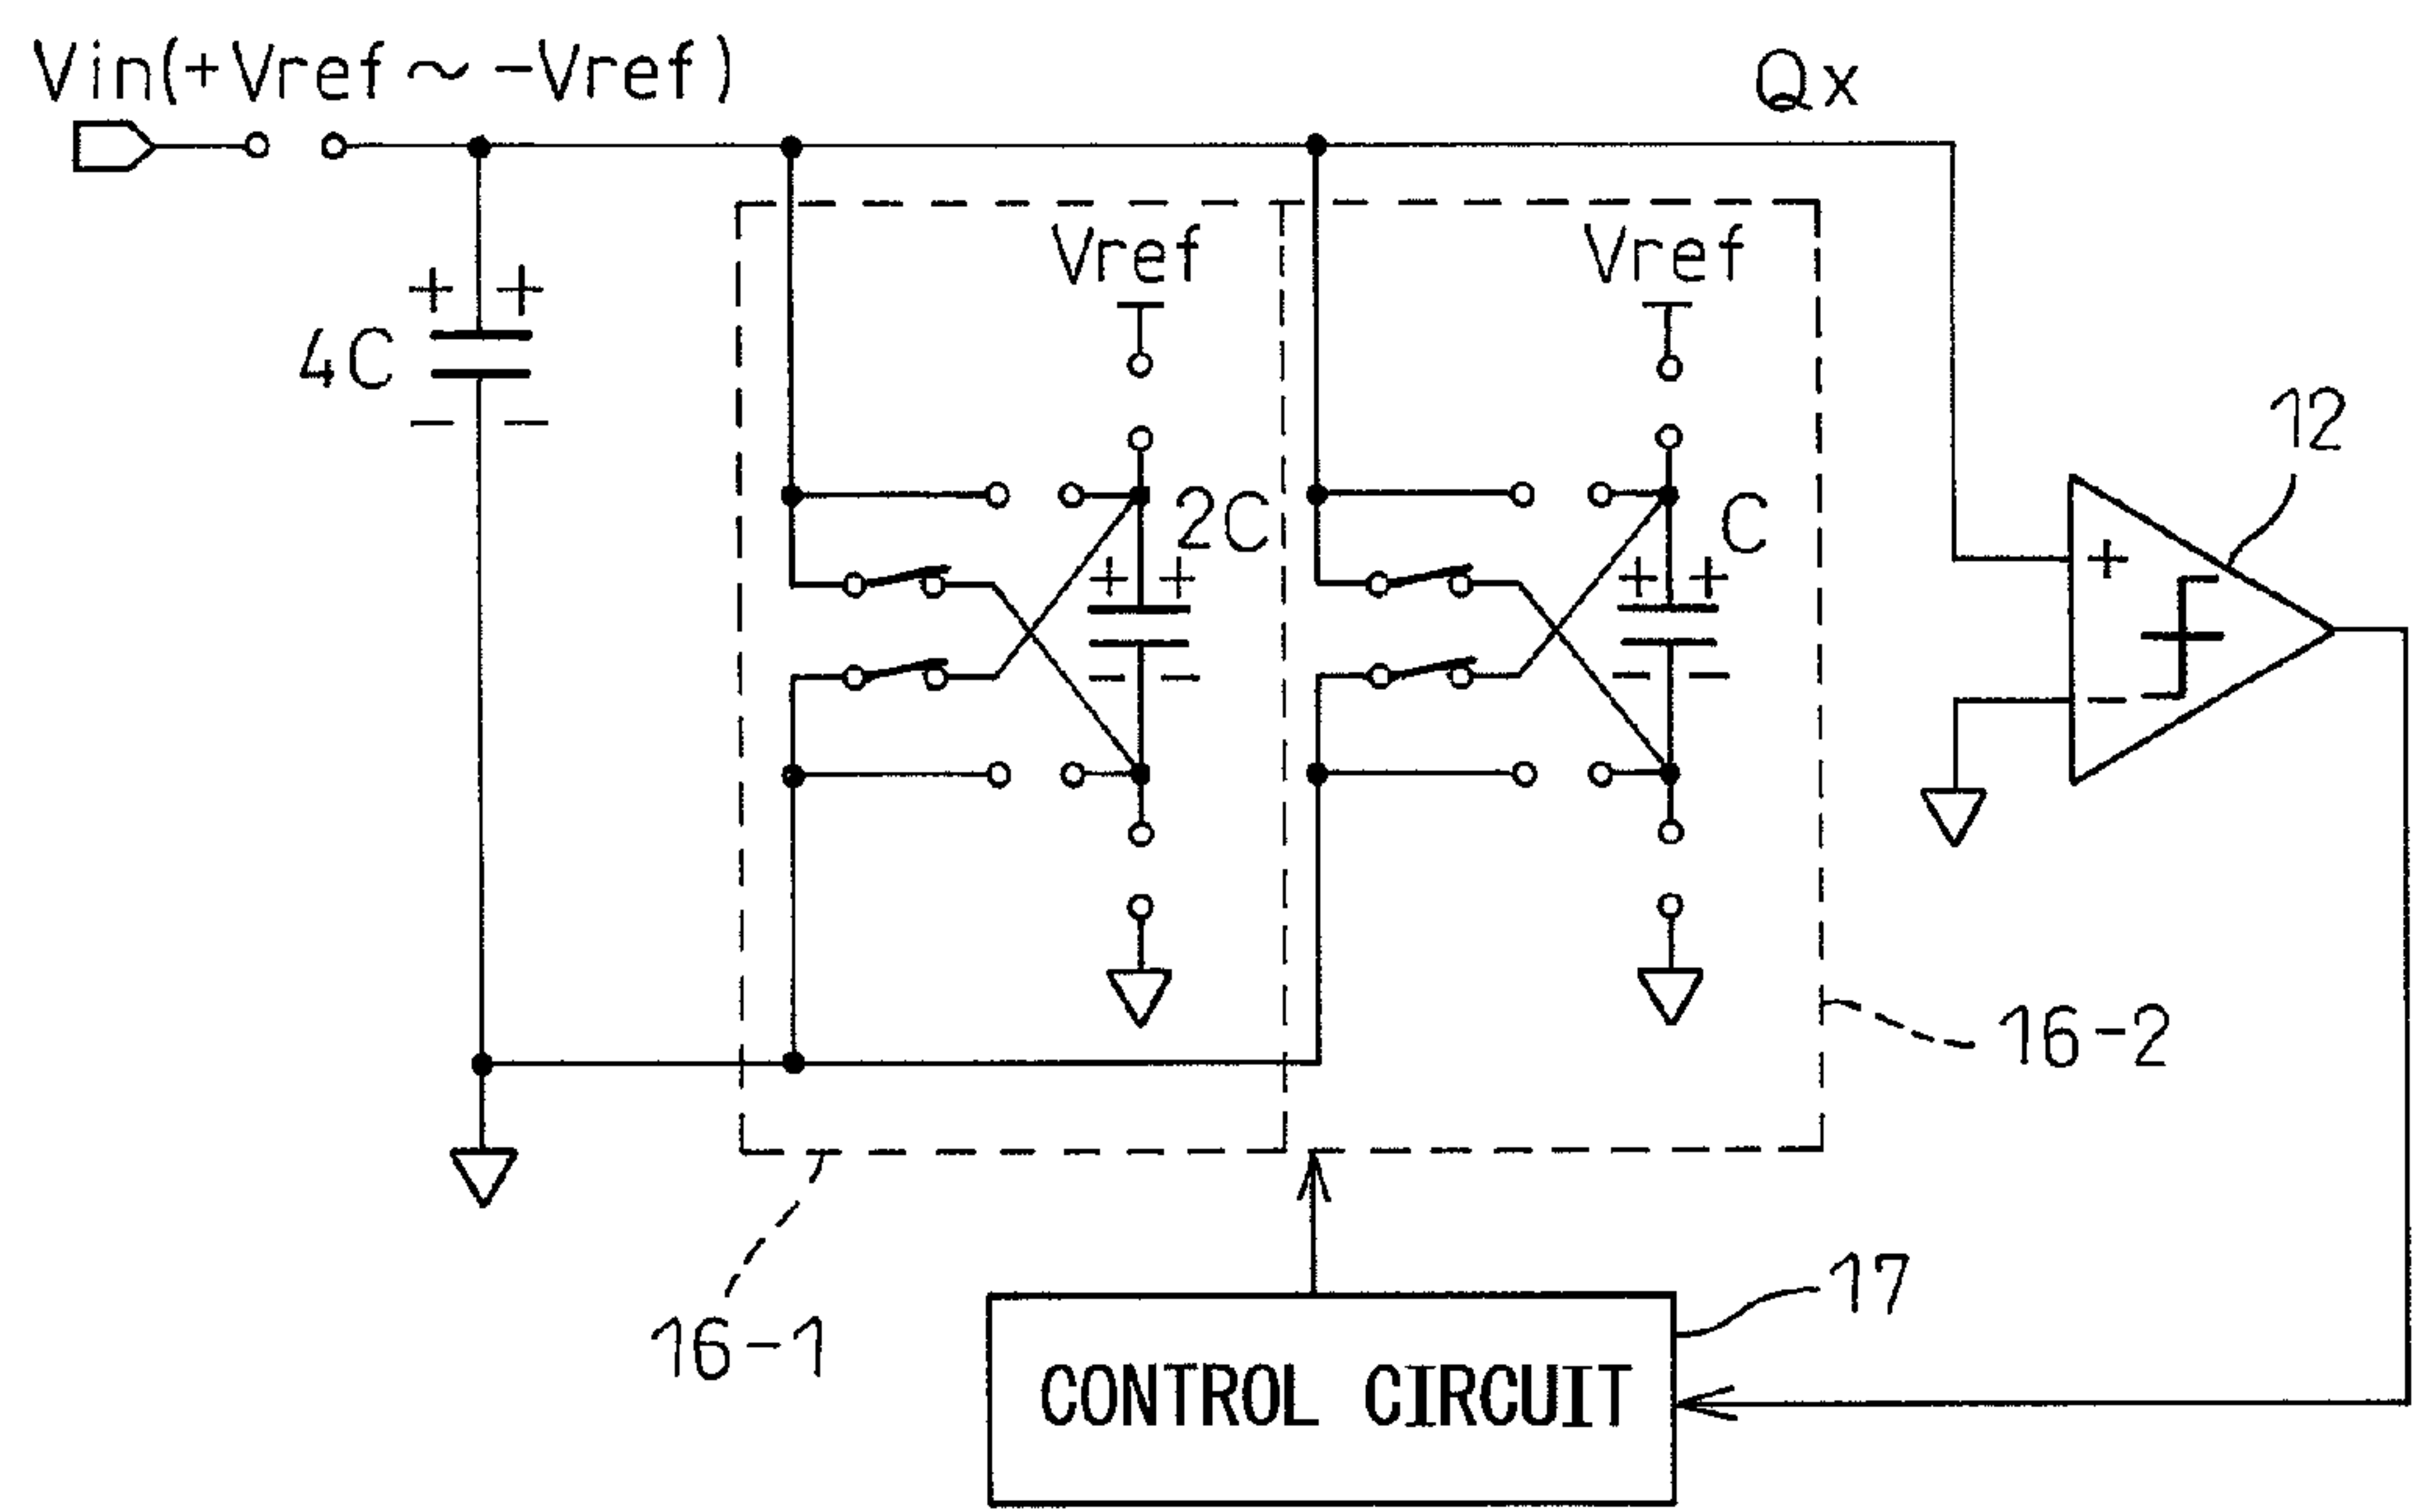 Vin(+Vref ~ -Vref)
Qx
Vref
Vref
+ +
4C
- -
12
2C
C
+ +
+ +
+
- -
- -
-
16-2
16-1
17
CONTROL CIRCUIT